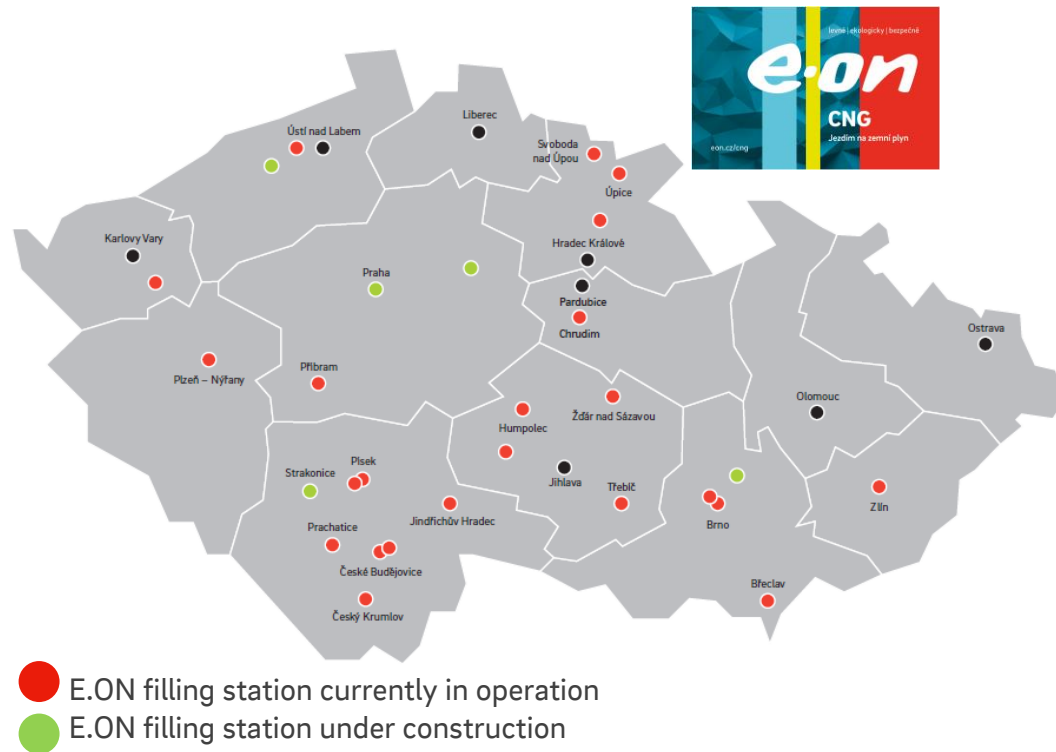 levně | ekologicky | bezpečně
e·on
CNG
Jezdím na zemní plyn
eon.cz/cng
Liberec
Ústí nad Labem
Svoboda
nad Úpou
Úpice
Karlovy Vary
Hradec Králové
Praha
Pardubice
Chrudim
Ostrava
Plzeň – Nýřany
Příbram
Olomouc
Žďár nad Sázavou
Humpolec
Písek
Strakonice
Jihlava
Třebíč
Zlín
Jindřichův Hradec
Brno
Prachatice
České Budějovice
Břeclav
Český Krumlov
E.ON filling station currently in operation
E.ON filling station under construction